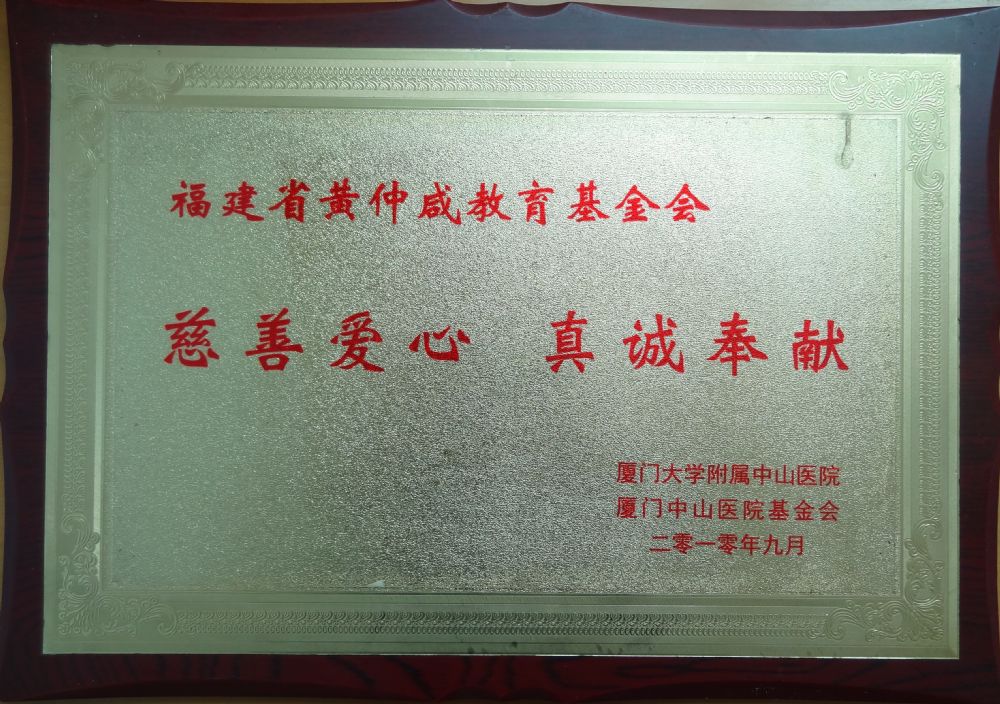 福建省黄仲咸教育基金会
慈善爱心 真诚奉献
厦门大学附属中山医院
厦门中山医院基金会
二零一零年九月